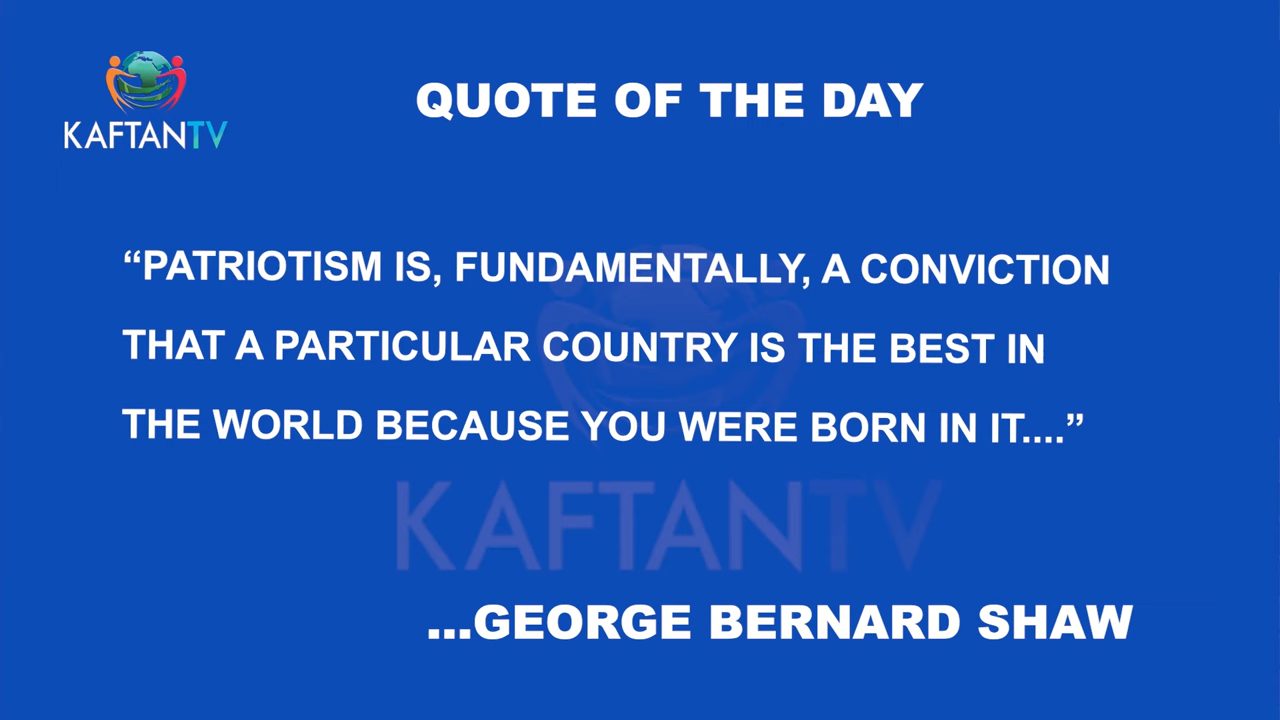 KAFTANTV
QUOTE OF THE DAY
“PATRIOTISM IS, FUNDAMENTALLY, A CONVICTION
THAT A PARTICULAR COUNTRY IS THE BEST IN
THE WORLD BECAUSE YOU WERE BORN IN IT....”
KAFTANTV
...GEORGE BERNARD SHAW